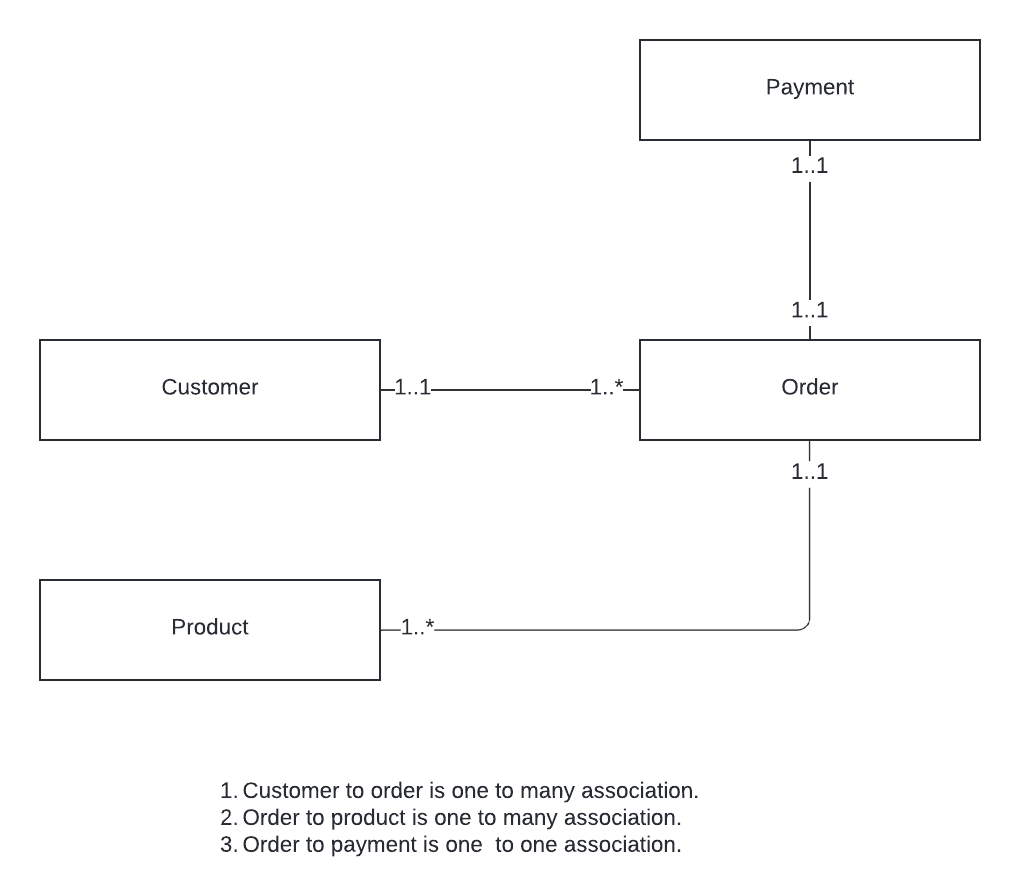 Payment
1..1
1..1
Customer
1..1
1..*
Order
1..1
Product
1..*
1. Customer to order is one to many association.
2. Order to product is one to many association.
3. Order to payment is one  to one association.